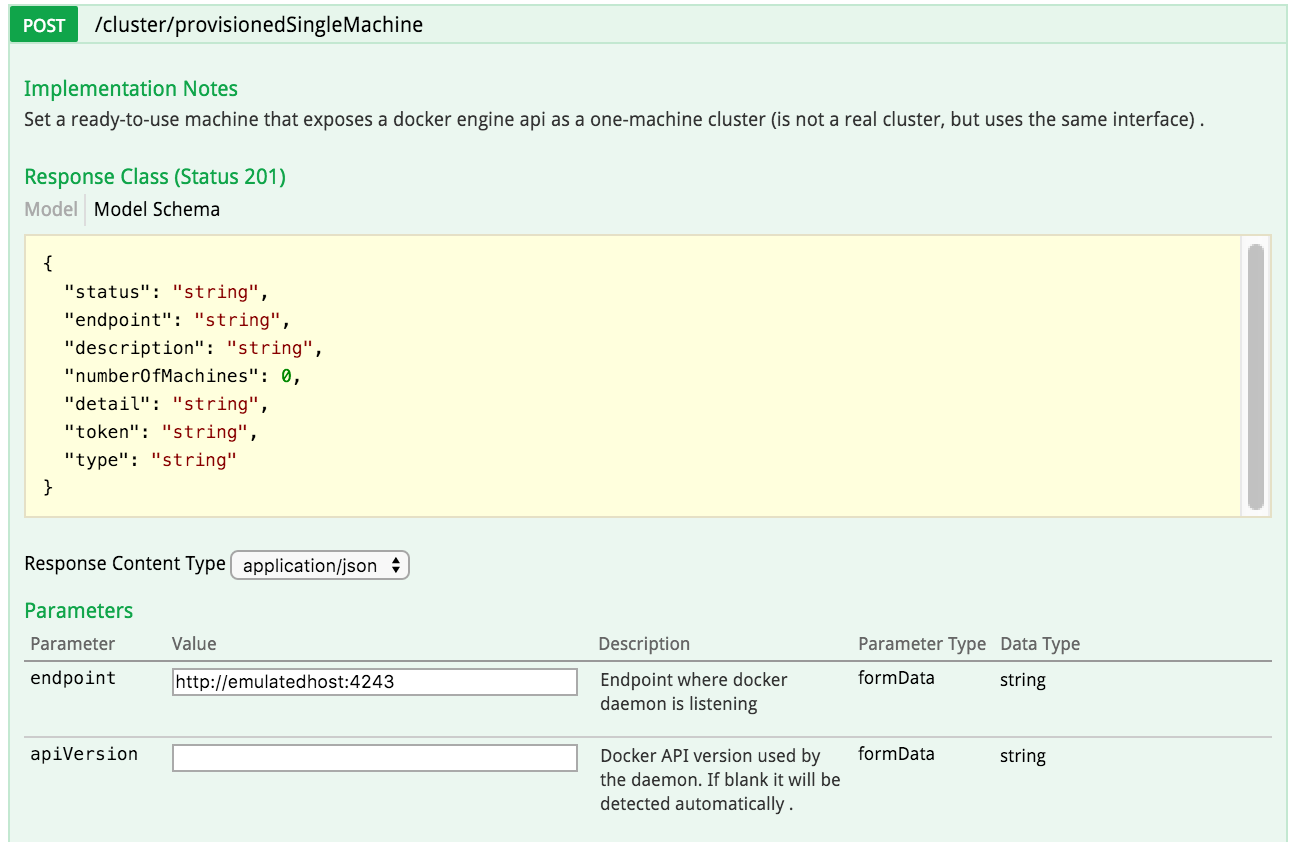 POST /cluster/provisionedSingleMachine
Implementation Notes
Set a ready-to-use machine that exposes a docker engine api as a one-machine cluster (is not a real cluster, but uses the same interface) .
Response Class (Status 201)
Model Model Schema
{
"status": "string",
"endpoint": "string",
"description": "string",
"numberOfMachines": 0,
"detail": "string",
"token": "string",
"type": "string"
}
Response Content Type application/json
Parameters
Parameter Value Description Parameter Type Data Type
endpoint http://emulatedhost:4243 Endpoint where docker formData string
daemon is listening
apiVersion Docker API version used by formData string
the daemon. If blank it will be
detected automatically .